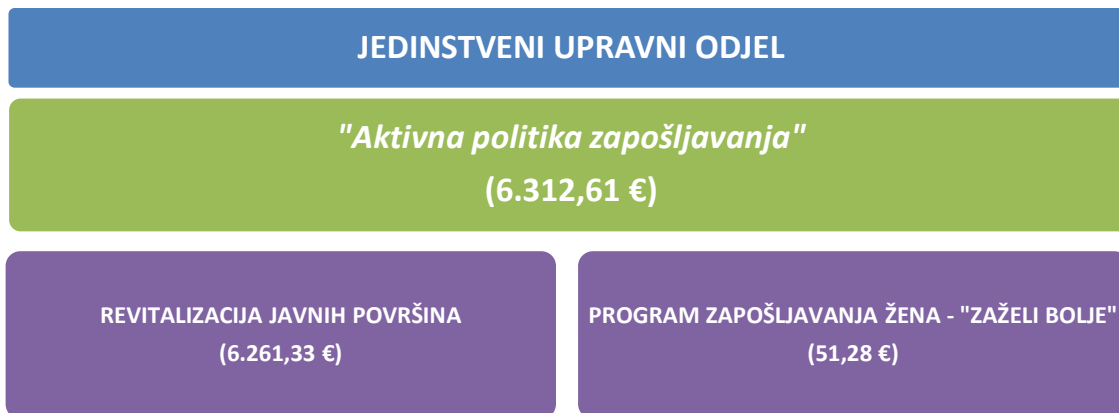 JEDINSTVENI UPRAVNI ODJEL
"Aktivna politika zapošljavanja"
(6.312,61 €)
REVITALIZACIJA JAVNIH POVRŠINA
(6.261,33 €)
PROGRAM ZAPOŠLJAVANJA ŽENA - "ZAŽELI BOLJE"
(51,28 €)